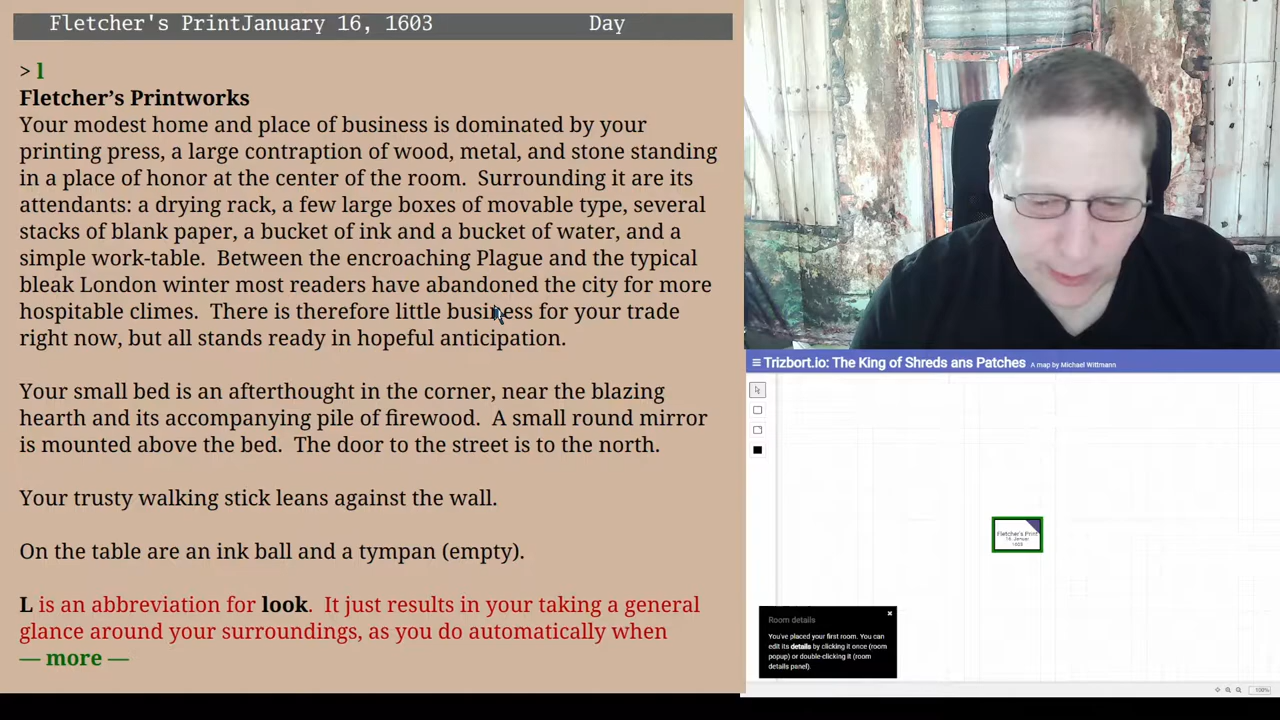 Fletcher's PrintJanuary 16, 1603 Day
> l
Fletcher’s Printworks
Your modest home and place of business is dominated by your
printing press, a large contraption of wood, metal, and stone standing
in a place of honor at the center of the room.  Surrounding it are its
attendants: a drying rack, a few large boxes of movable type, several
stacks of blank paper, a bucket of ink and a bucket of water, and a
simple work-table.  Between the encroaching Plague and the typical
bleak London winter most readers have abandoned the city for more
hospitable climes.  There is therefore little business for your trade
right now, but all stands ready in hopeful anticipation.
Your small bed is an afterthought in the corner, near the blazing
hearth and its accompanying pile of firewood.  A small round mirror
is mounted above the bed.  The door to the street is to the north.
Your trusty walking stick leans against the wall.
On the table are an ink ball and a tympan (empty).
L is an abbreviation for look.  It just results in your taking a general
glance around your surroundings, as you do automatically when
— more —
Trizbort.io: The King of Shreds ans Patches A map by Michael Wittmann
Fletcher's Print
16. Januar
1603
Room details
You've placed your first room. You can
edit its details by clicking it once (room
popup) or double-clicking it (room
details panel)
100%